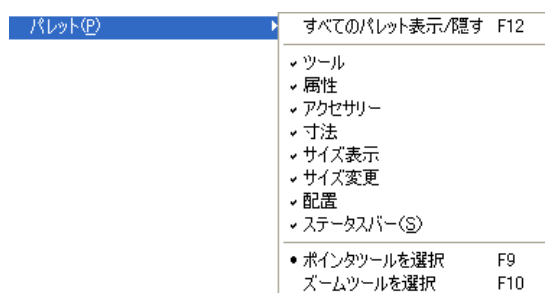 パレット(P) すべてのパレット表示/隠す F12
ツール
属性
アクセサリー
寸法
サイズ表示
サイズ変更
配置
ステータスバー(S)
ポインタツールを選択 F9
ズームツールを選択 F10